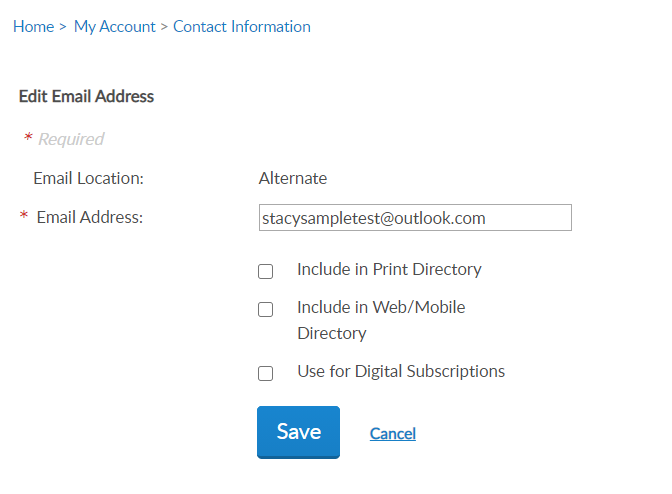 Home > My Account > Contact Information
Edit Email Address
* Required
Email Location: Alternate
* Email Address: stacysampletest@outlook.com
Include in Print Directory
Include in Web/Mobile
Directory
Use for Digital Subscriptions
Save Cancel